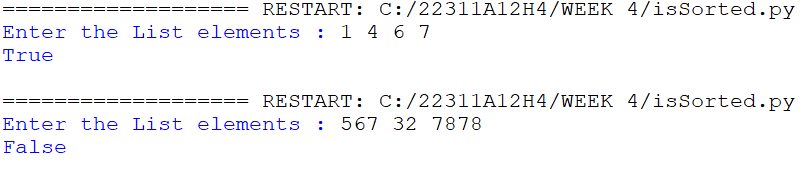 =================== RESTART: C:/22311A12H4/WEEK 4/isSorted.py
Enter the List elements : 1 4 6 7
True
=================== RESTART: C:/22311A12H4/WEEK 4/isSorted.py
Enter the List elements : 567 32 7878
False